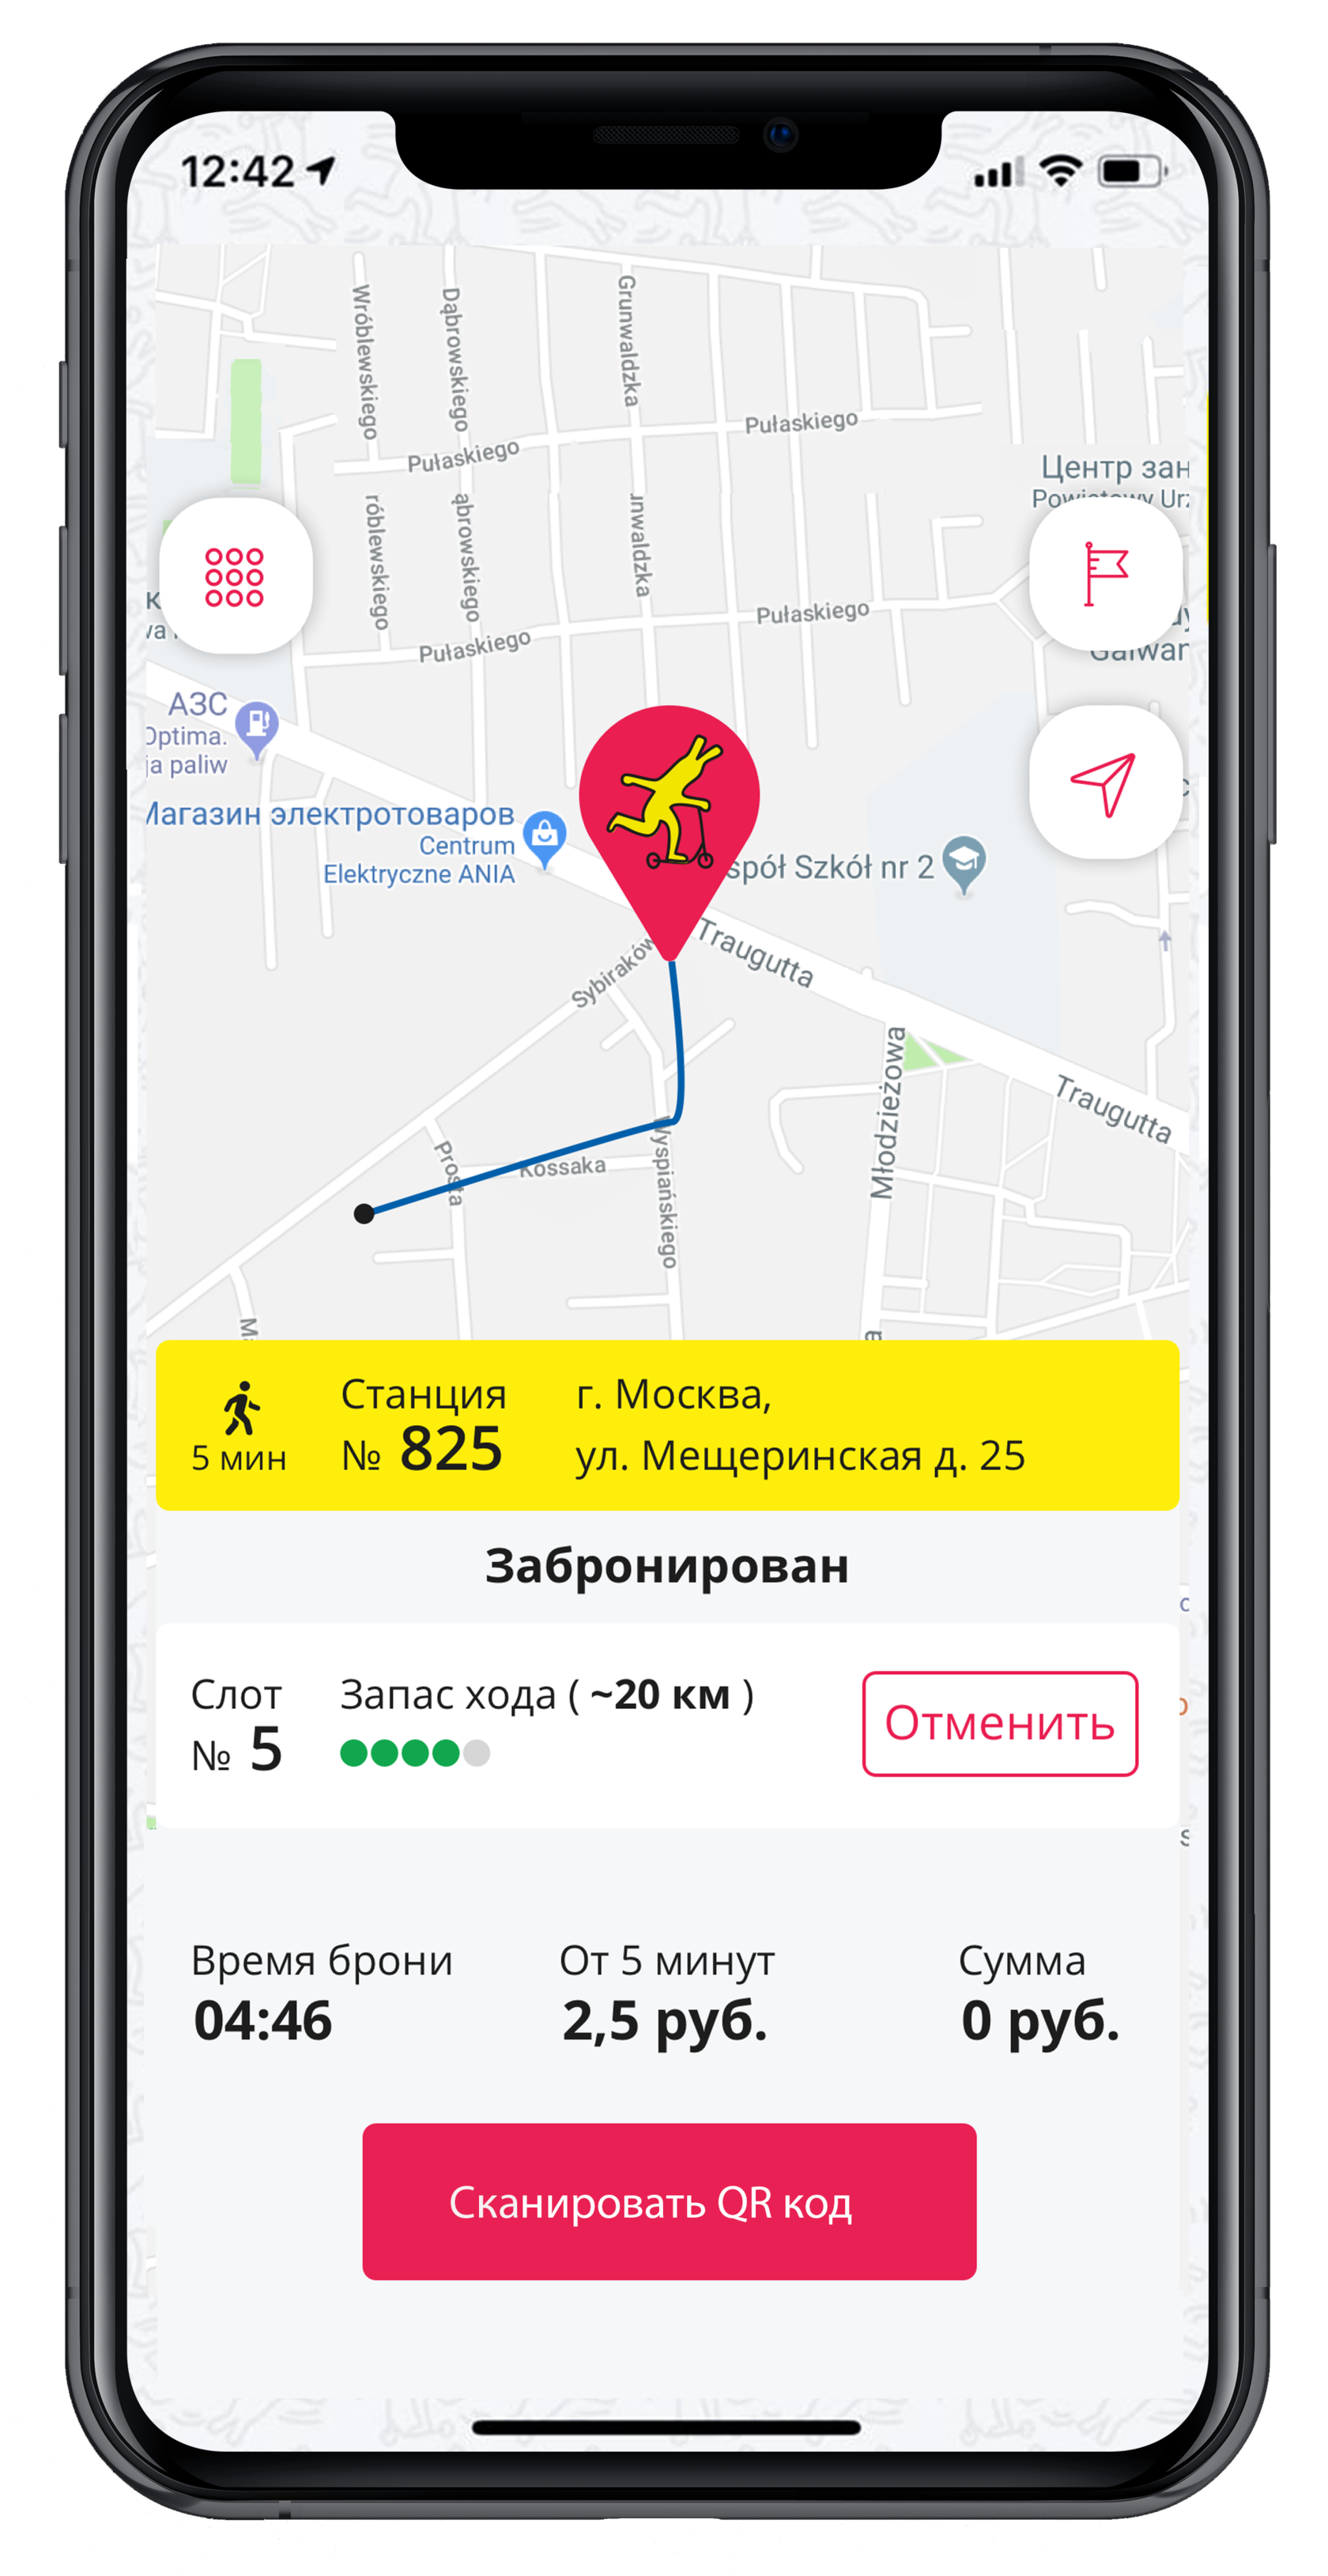 12:42
Wróblewskiego
Dąbrowskiego
Grunwaldzka
Pułaskiego
Pułaskiego
Центр зан
Powiatowy Urz
róblewskiego
ąbrowskiego
unwaldzka
Pułaskiego
Pułaskiego
Galwan
АЗС
Optima.
ja paliw
Магазин электротоваров
Centrum
Elektryczne ANIA
spół Szkół nr 2
Traugutta
Sybiraków
Młodzieżowa
Traugutta
Prosta
Kossaka
Wyspiańskiego
5 мин
Станция
№ 825
г. Москва,
ул. Мещеринская д. 25
Забронирован
Слот
№ 5
Запас хода ( ~20 км )
Отменить
Время брони
04:46
От 5 минут
2,5 руб.
Сумма
0 руб.
Сканировать QR код